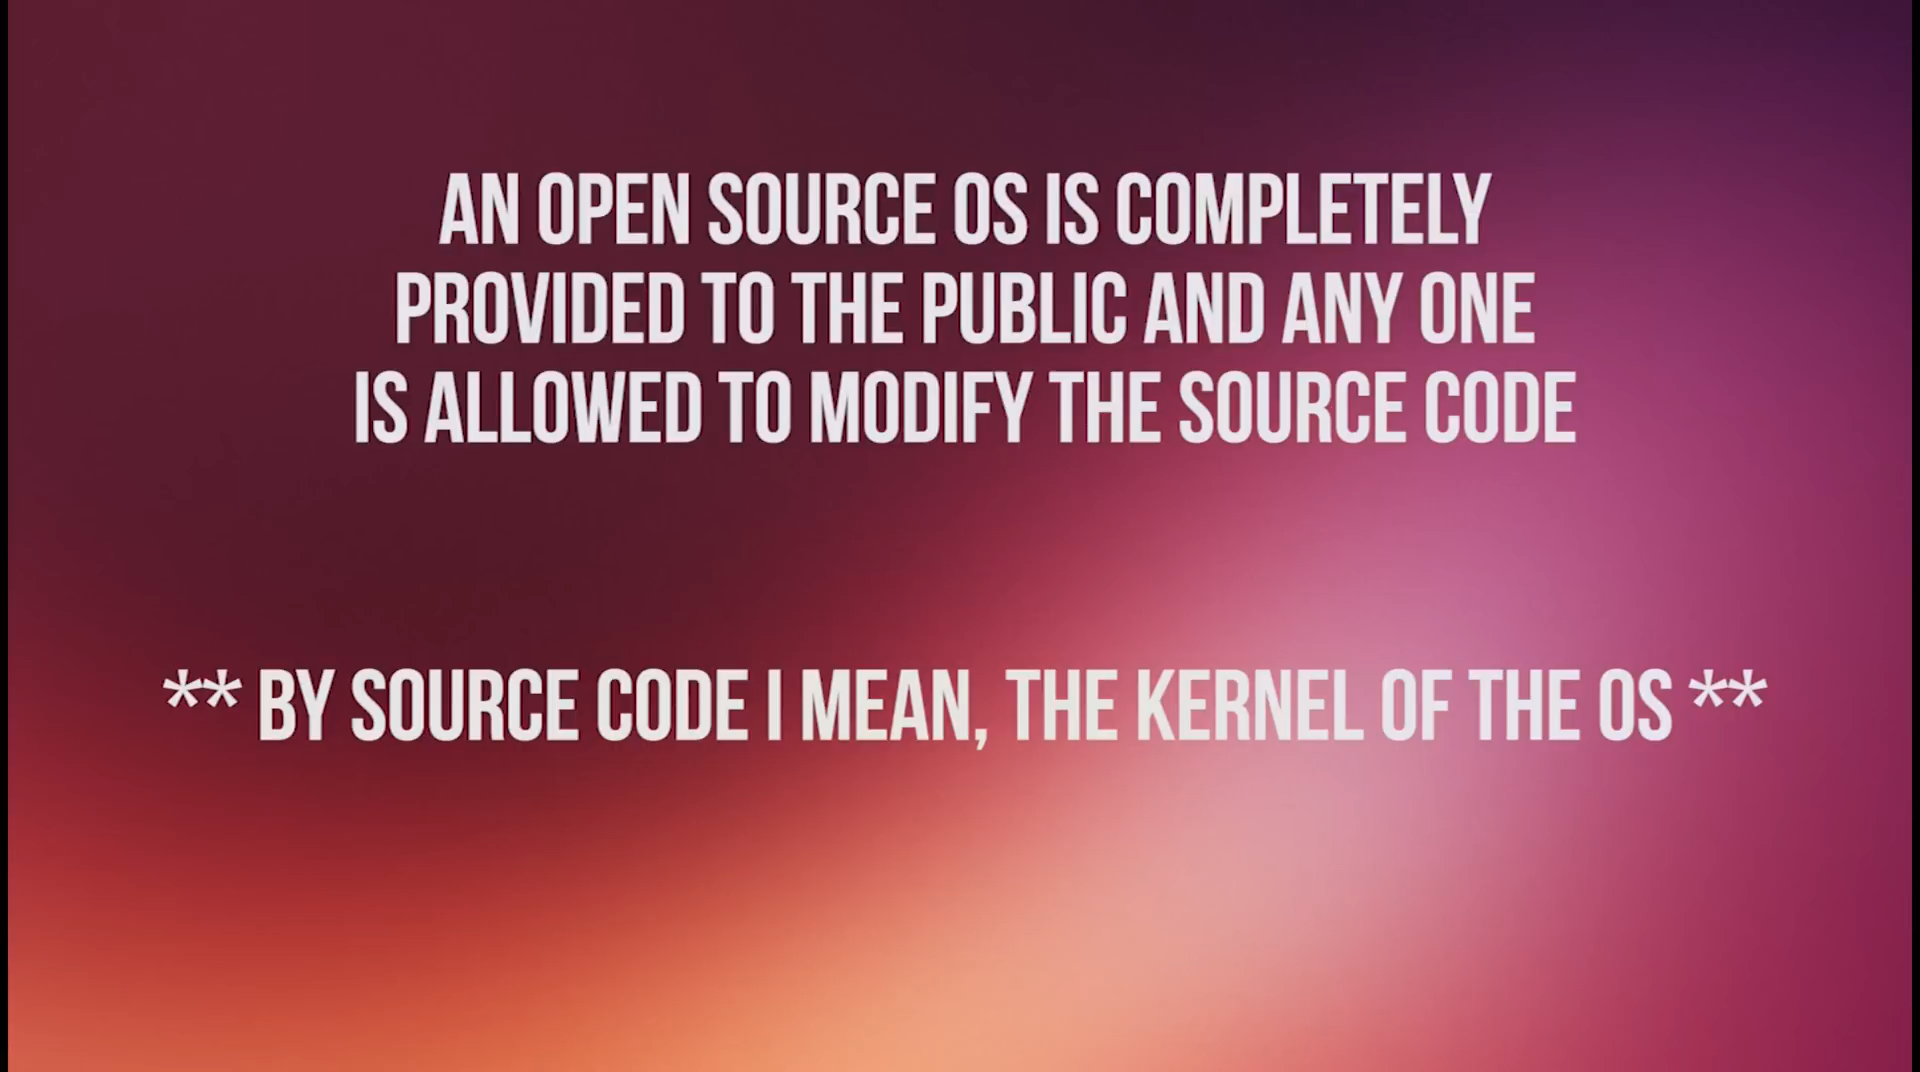 AN OPEN SOURCE OS IS COMPLETELY
PROVIDED TO THE PUBLIC AND ANY ONE
IS ALLOWED TO MODIFY THE SOURCE CODE
** BY SOURCE CODE I MEAN, THE KERNEL OF THE OS **